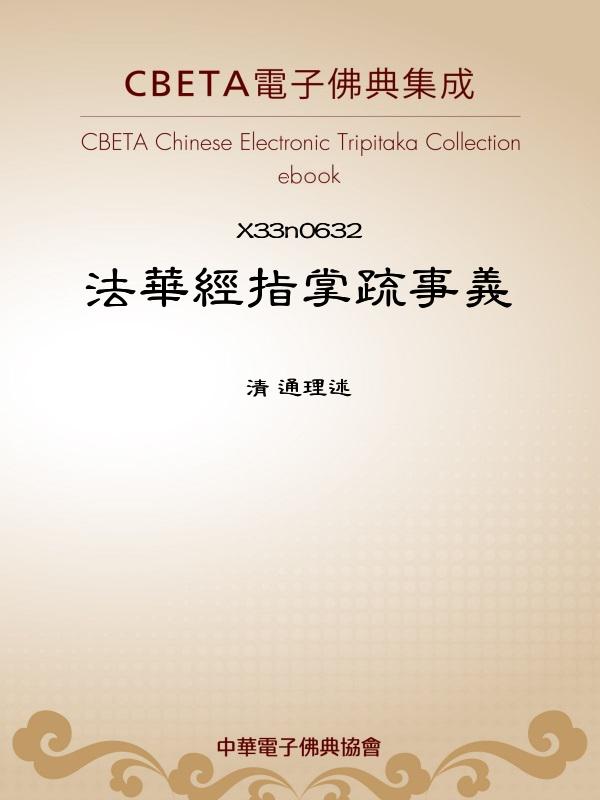 CBETA電子佛典集成
CBETA Chinese Electronic Tripitaka Collection
ebook
X33n0632
法華經指掌疏事義
清 通理述
中華電子佛典協會